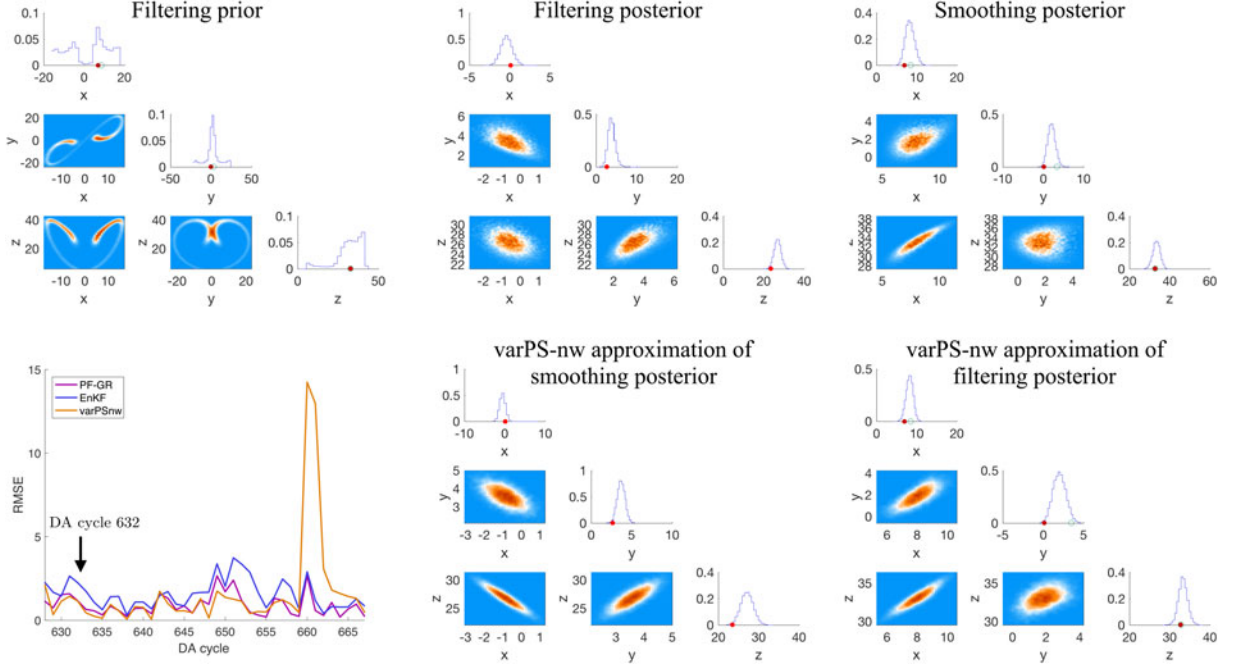 Filtering prior
0.1
0.05
0
-20 0 20
x
20
0
-20
y
-10 0 10
x
0.1
0.05
0
-50 0 50
y
40
20
z
-10 0 10
x
40
20
z
-20 0 20
y
0.1
0.05
0
0 50 100
z
Filtering posterior
1
0.5
0
-5 0 5
x
6
4
2
y
-2 -1 0 1
x
0.5
0
0 20
y
30
28
26
24
22
z
-2 -1 0 1
x
30
28
26
24
22
z
2 4 6
y
0.4
0.2
0
0 20 40
z
Smoothing posterior
0.4
0.2
0
0 10 20
x
4
2
0
y
5 10
x
0.5
0
-10 0 10
y
38
36
34
32
30
28
z
5 10
x
38
36
34
32
30
28
z
0 2 4
y
0.4
0.2
0
20 40 60
z
15
10
5
0
RMSE
PF-GR
EnKF
varPSnw
DA cycle 632
630 635 640 645 650 655 660 665
DA cycle
varPS-nw approximation of
smoothing posterior
1
0.5
0
-10 0 10
x
5
4
3
y
-3 -2 -1 0 1
x
1
0.5
0
0 5 10
y
30
25
z
-3 -2 -1 0 1
x
30
25
z
3 4 5
y
0.4
0.2
0
20 30 40
z
varPS-nw approximation of
filtering posterior
0.5
0
0 10 20
x
4
2
0
y
6 8 10
x
0.5
0
-5 0 5
y
35
30
z
6 8 10
x
35
30
z
0 2 4
y
0.4
0.2
0
20 30 40
z